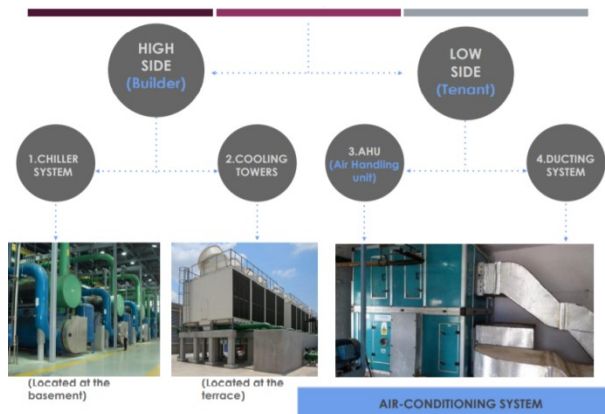 HIGH
SIDE
(Builder)
LOW
SIDE
(Tenant)
1.CHILLER
SYSTEM
2.COOLING
TOWERS
3.AHU
(Air Handling
unit)
4.DUCTING
SYSTEM
(Located at the
basement)
(Located at the
terrace)
AIR-CONDITIONING SYSTEM